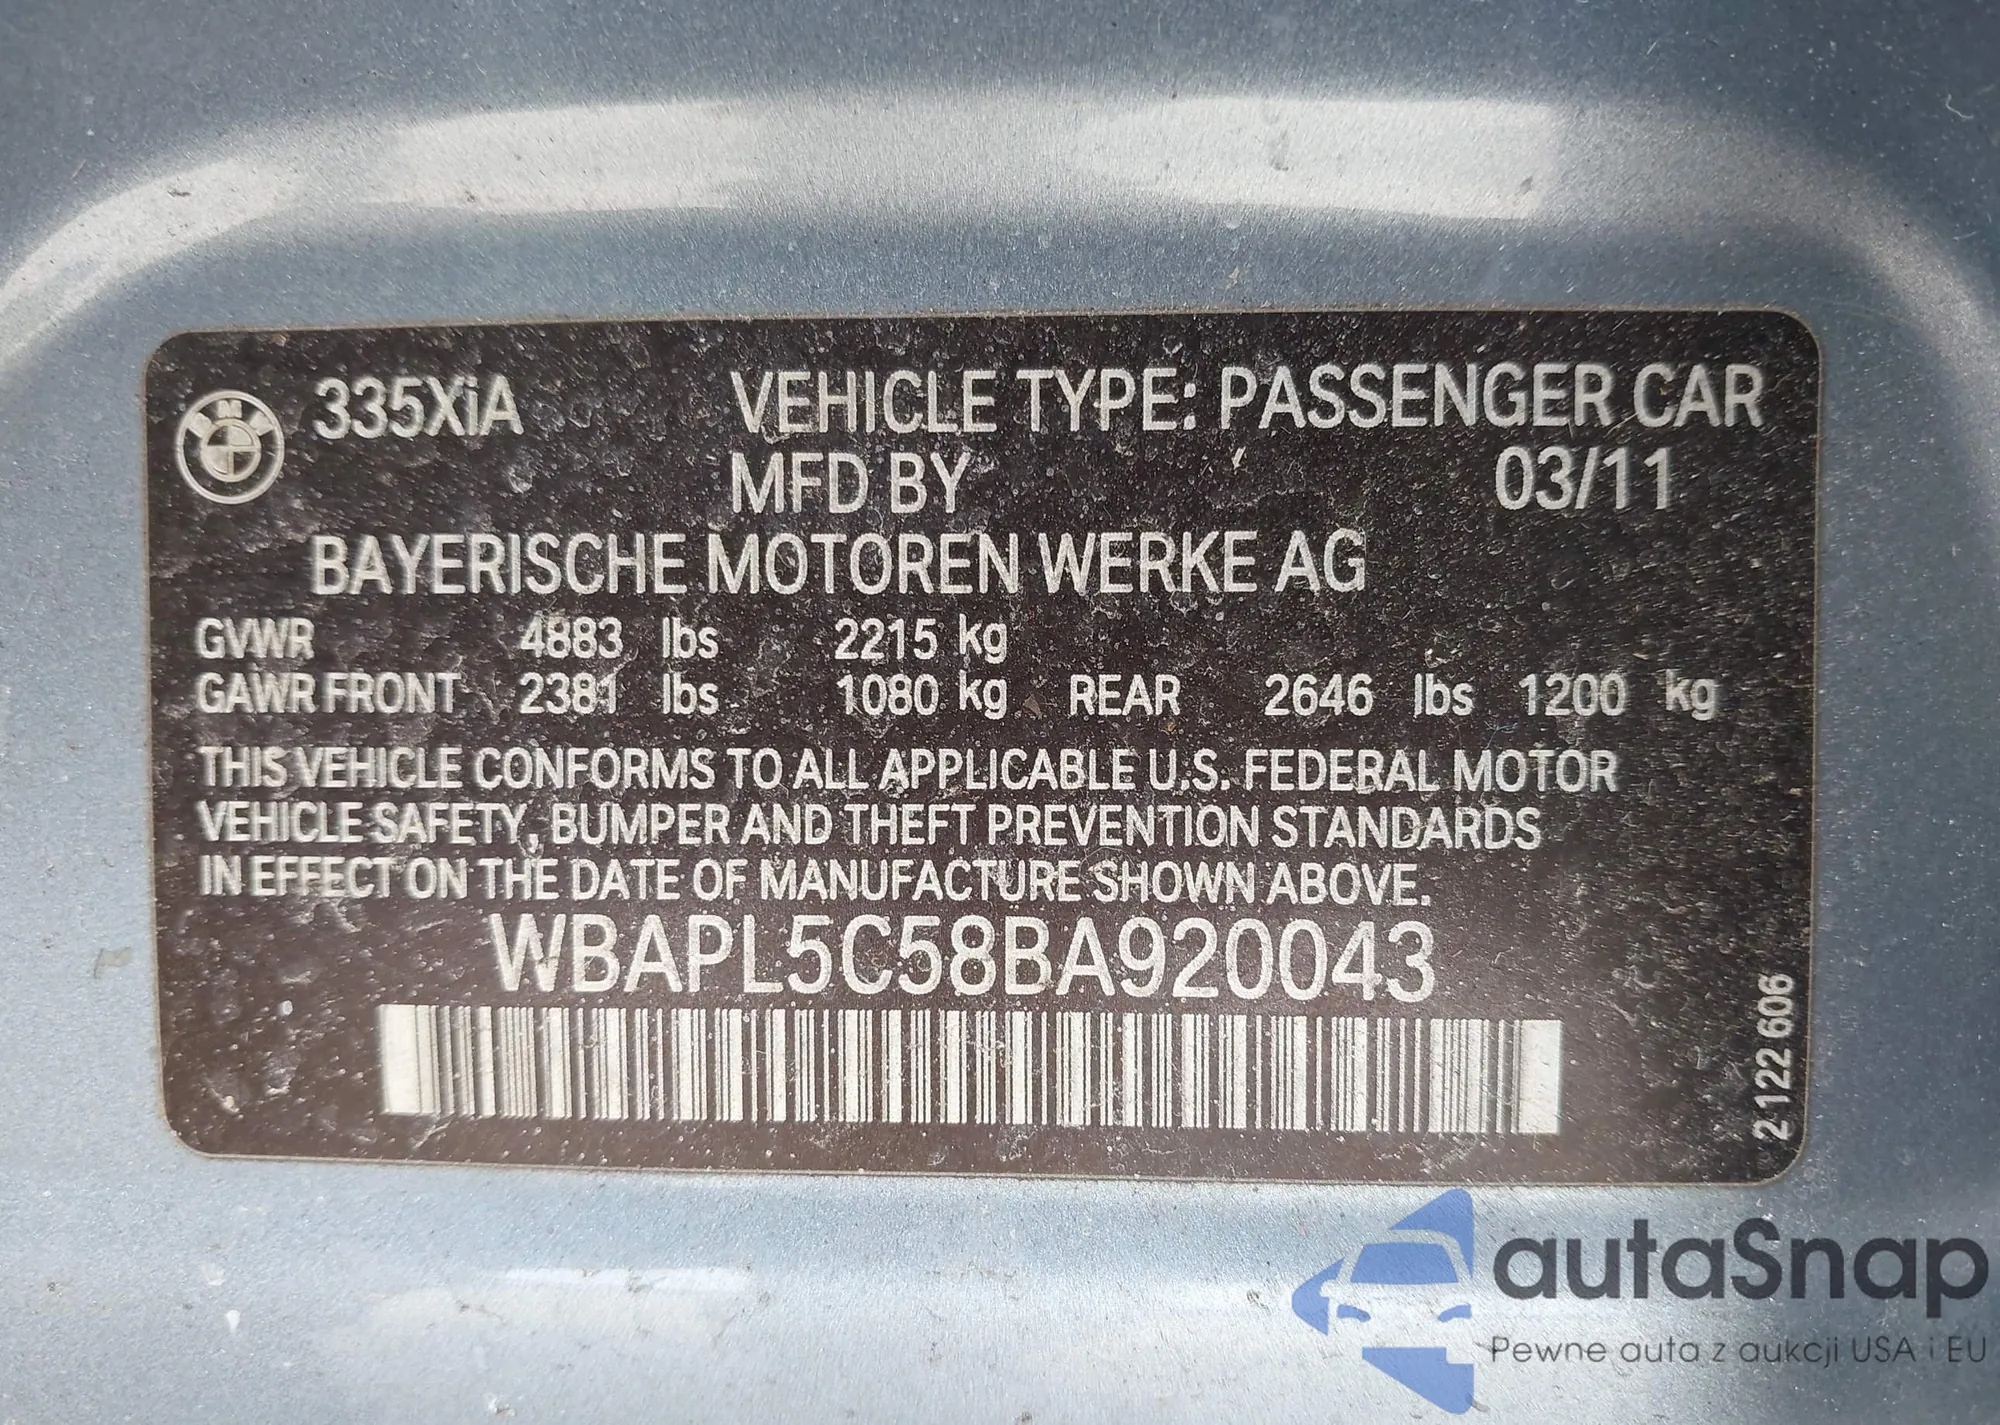 BMW
335XiA VEHICLE TYPE: PASSENGER CAR
MFD BY 03/11
BAYERISCHE MOTOREN WERKE AG
GVWR 4883 lbs 2215 kg
GAWR FRONT 2381 lbs 1080 kg REAR 2646 lbs 1200 kg
THIS VEHICLE CONFORMS TO ALL APPLICABLE U.S. FEDERAL MOTOR
VEHICLE SAFETY, BUMPER AND THEFT PREVENTION STANDARDS
IN EFFECT ON THE DATE OF MANUFACTURE SHOWN ABOVE.
WBAPL5C58BA920043
2 122 606
autaSnap
Pewne auta z aukcji USA i EU